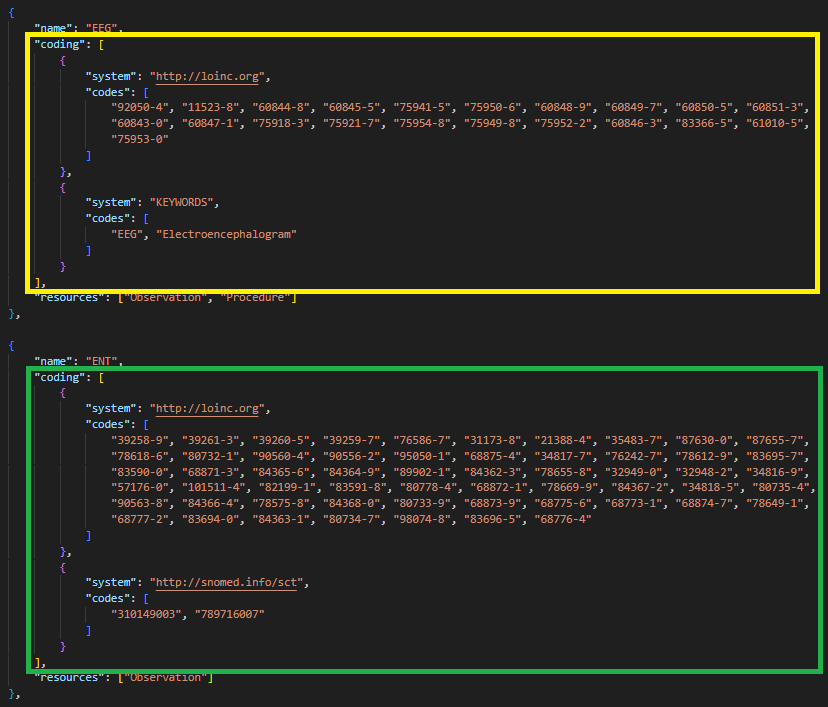 {
"name": "EEG",
"coding": [
{
"system": "http://loinc.org",
"codes": [
"92050-4", "11523-8", "60844-8", "60845-5", "75941-5", "75950-6", "60848-9", "60849-7", "60850-5", "60851-3",
"60843-0", "60847-1", "75918-3", "75921-7", "75954-8", "75949-8", "75952-2", "60846-3", "83366-5", "61010-5",
"75953-0"
]
},
{
"system": "KEYWORDS",
"codes": [
"EEG", "Electroencephalogram"
]
}
],
"resources": ["Observation", "Procedure"]
},
{
"name": "ENT",
"coding": [
{
"system": "http://loinc.org",
"codes": [
"39258-9", "39261-3", "39260-5", "39259-7", "76586-7", "31173-8", "21388-4", "35483-7", "87630-0", "87655-7",
"78618-6", "80732-1", "90560-4", "90556-2", "95050-1", "68875-4", "34817-7", "76242-7", "78612-9", "83695-7",
"83590-0", "68871-3", "84365-6", "84364-9", "89902-1", "84362-3", "78655-8", "32949-0", "32948-2", "34816-9",
"57176-0", "101511-4", "82199-1", "83591-8", "80778-4", "68872-1", "78669-9", "84367-2", "34818-5", "80735-4",
"90563-8", "84366-4", "78575-8", "84368-0", "80733-9", "68873-9", "68775-6", "68773-1", "68874-7", "78649-1",
"68777-2", "83694-0", "84363-1", "80734-7", "98074-8", "83696-5", "68776-4"
]
},
{
"system": "http://snomed.info/sct",
"codes": [
"310149003", "789716007"
]
}
],
"resources": ["Observation"]
},